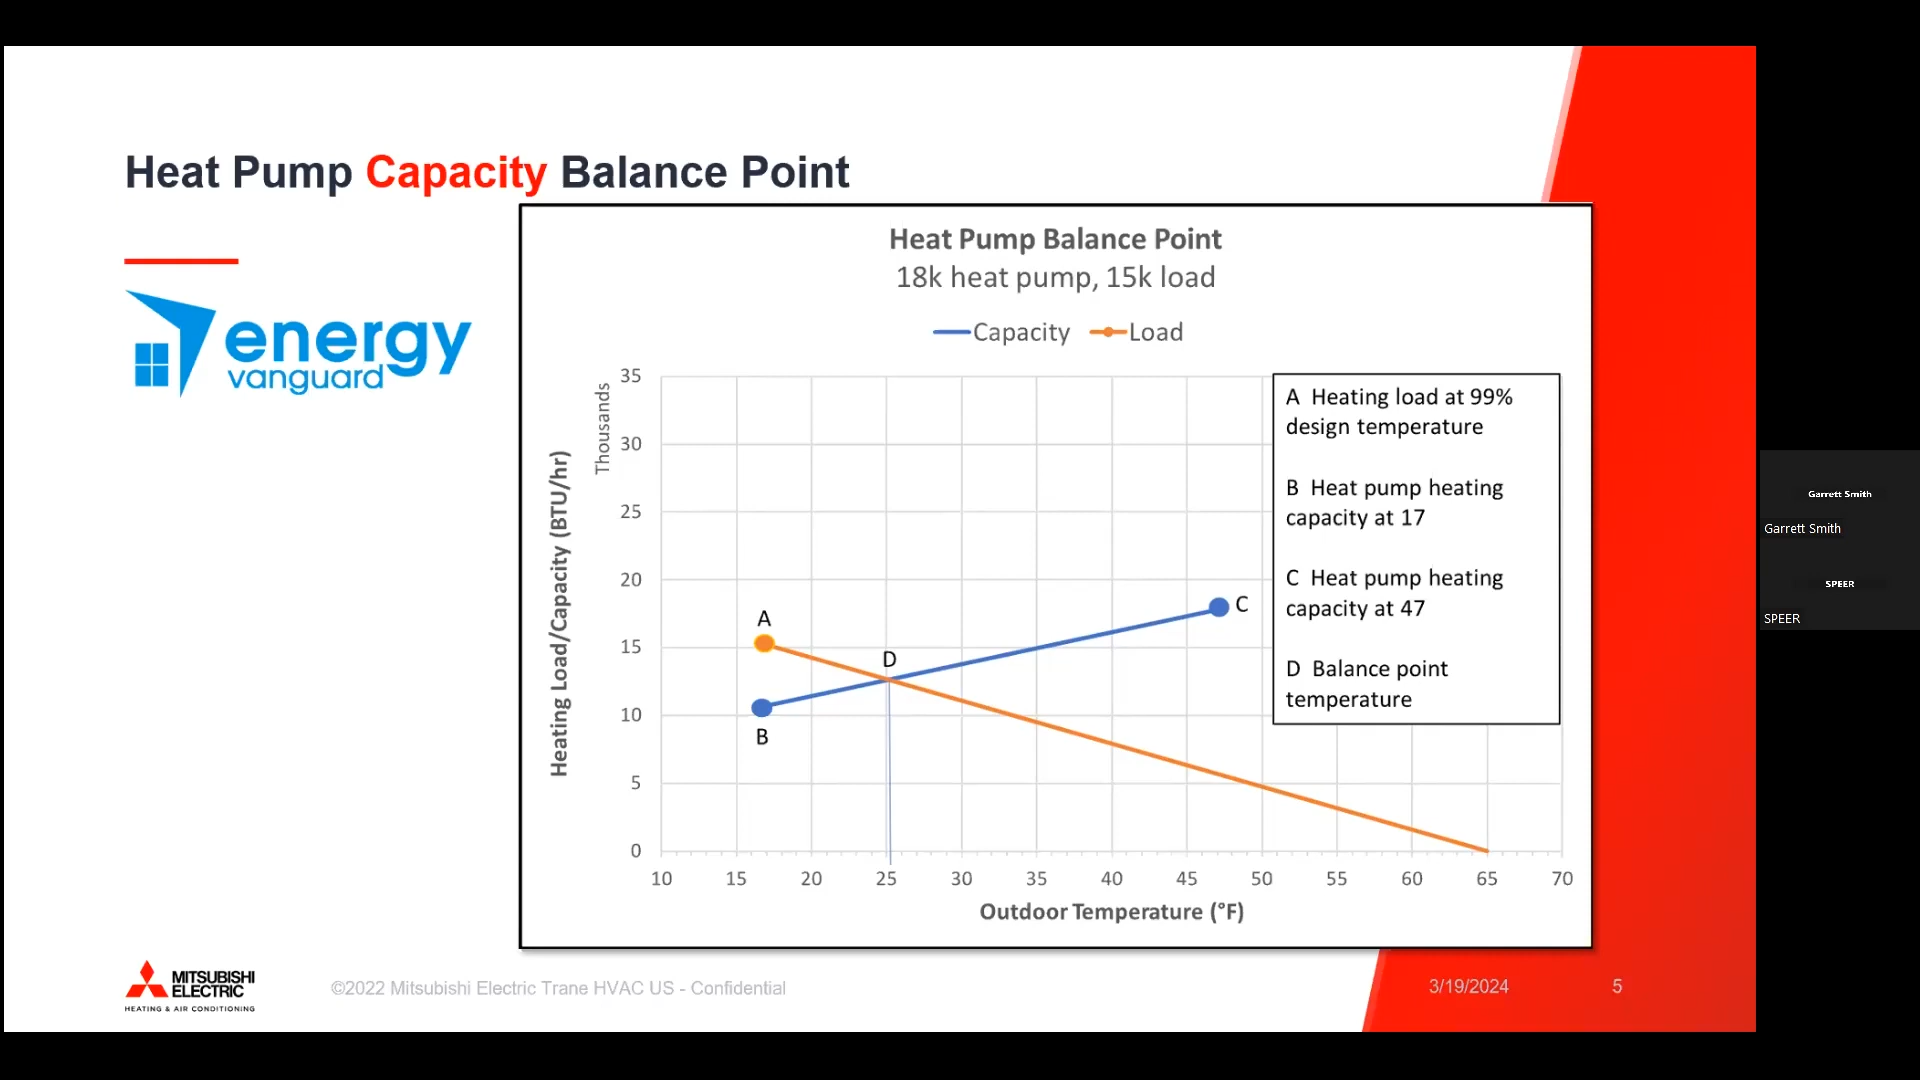 Heat Pump Capacity Balance Point
energy
vanguard
Heat Pump Balance Point
18k heat pump, 15k load
Capacity Load
Heating Load/Capacity (BTU/hr)
Thousands
35
30
25
20
15
10
5
0
A
B
C
D
A Heating load at 99%
design temperature
B Heat pump heating
capacity at 17
C Heat pump heating
capacity at 47
D Balance point
temperature
10 15 20 25 30 35 40 45 50 55 60 65 70
Outdoor Temperature (°F)
MITSUBISHI
ELECTRIC
HEATING & AIR CONDITIONING
©2022 Mitsubishi Electric Trane HVAC US - Confidential
3/19/2024
5
Garrett Smith
Garrett Smith
SPEER
SPEER